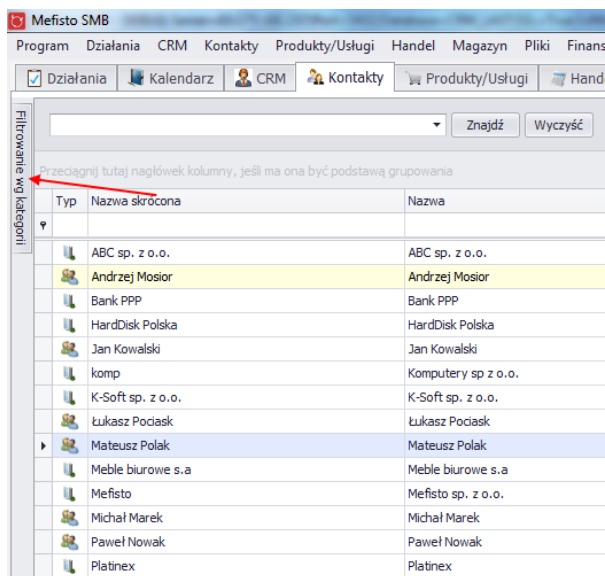 Mefisto SMB
Program Działania CRM Kontakty Produkty/Usługi Handel Magazyn Pliki Finans
Działania Kalendarz CRM Kontakty Produkty/Usługi Hand
Filtrowanie wg kategorii
Znajdź Wyczyść
Przeciągnij tutaj nagłówek kolumny, jeśli ma ona być podstawą grupowania
Typ Nazwa skrócona Nazwa
ABC sp. z o.o. ABC sp. z o.o.
Andrzej Mosior Andrzej Mosior
Bank PPP Bank PPP
HardDisk Polska HardDisk Polska
Jan Kowalski Jan Kowalski
komp Komputery sp z o.o.
K-Soft sp. z o.o. K-Soft sp. z o.o.
Łukasz Pociask Łukasz Pociask
Mateusz Polak Mateusz Polak
Meble biurowe s.a Meble biurowe s.a
Mefisto Mefisto sp. z o.o.
Michał Marek Michał Marek
Paweł Nowak Paweł Nowak
Platinex Platinex